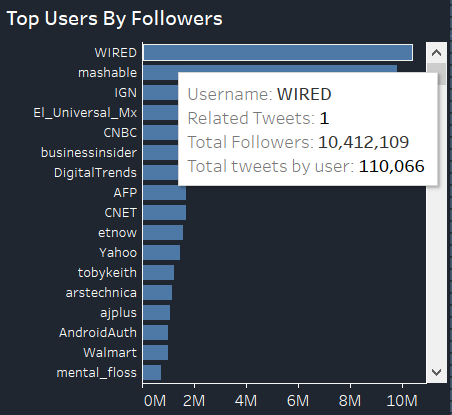 Top Users By Followers
WIRED
mashable
IGN
El_Universal_Mx
CNBC
businessinsider
DigitalTrends
AFP
CNET
etnow
Yahoo
tobykeith
arstechnica
ajplus
AndroidAuth
Walmart
mental_floss
Username: WIRED
Related Tweets: 1
Total Followers: 10,412,109
Total tweets by user: 110,066
0M 2M 4M 6M 8M 10M